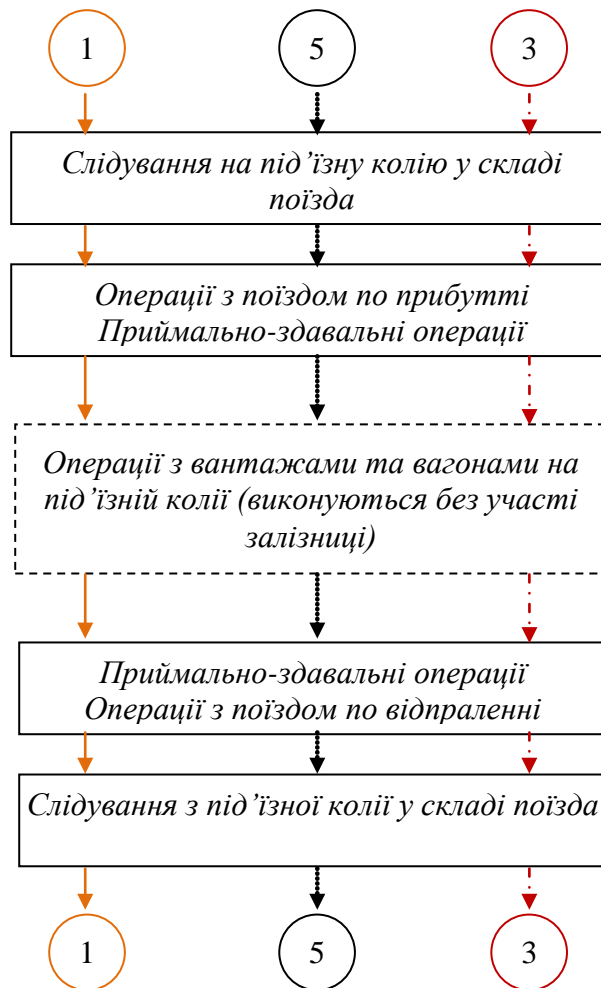 1 5 3
Слідування на під’їзну колію у складі
поїзда
Операції з поїздом по прибутті
Приймально-здавальні операції
Операції з вантажами та вагонами на
під’їзній колії (виконуються без участі
залізниці)
Приймально-здавальні операції
Операції з поїздом по відпраленні
Слідування з під’їзної колії у складі поїзда
1 5 3